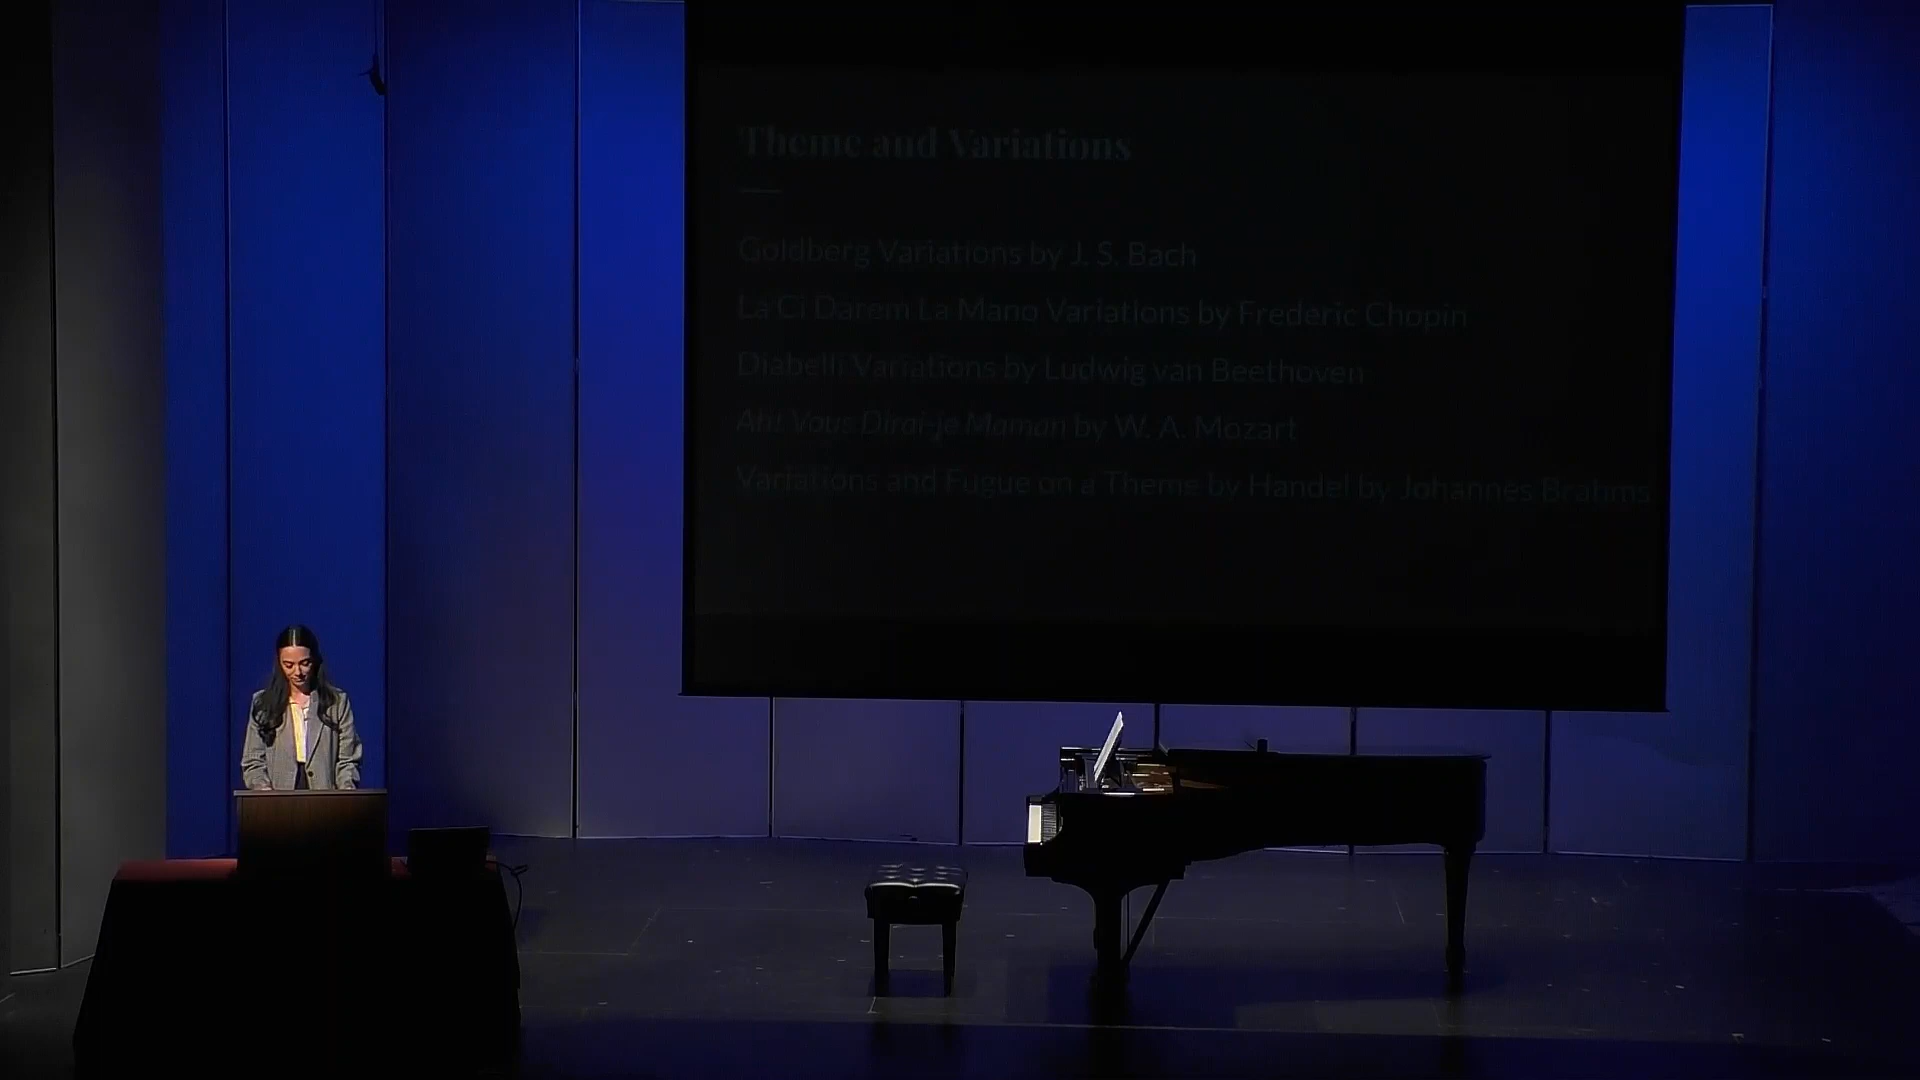 Theme and Variations
Goldberg Variations by J. S. Bach
La Ci Darem La Mano Variations by Frederic Chopin
Diabelli Variations by Ludwig van Beethoven
Ah! Vous Dirai-je Maman by W. A. Mozart
Variations and Fugue on a Theme by Handel by Johannes Brahms